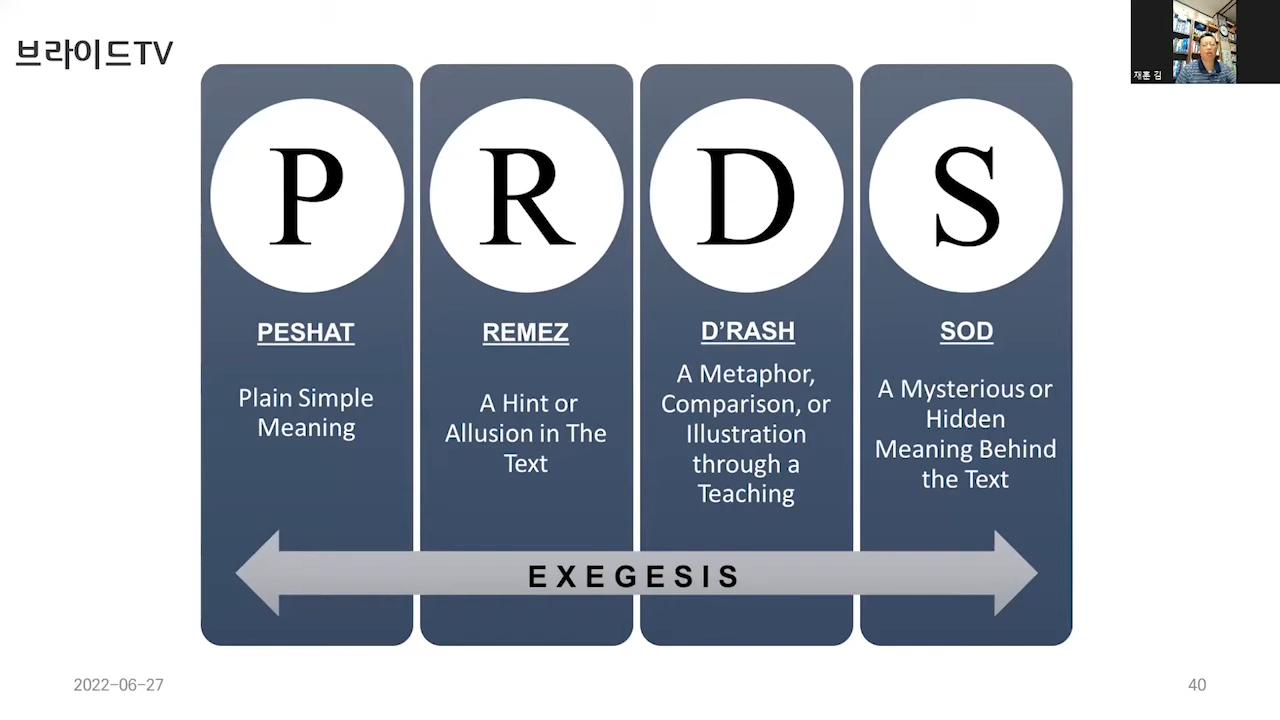 브라이드TV
재훈 김
P
R
D
S
PESHAT
Plain Simple
Meaning
REMEZ
A Hint or
Allusion in The
Text
D’RASH
A Metaphor,
Comparison, or
Illustration
through a
Teaching
SOD
A Mysterious or
Hidden
Meaning Behind
the Text
EXEGESIS
2022-06-27
40